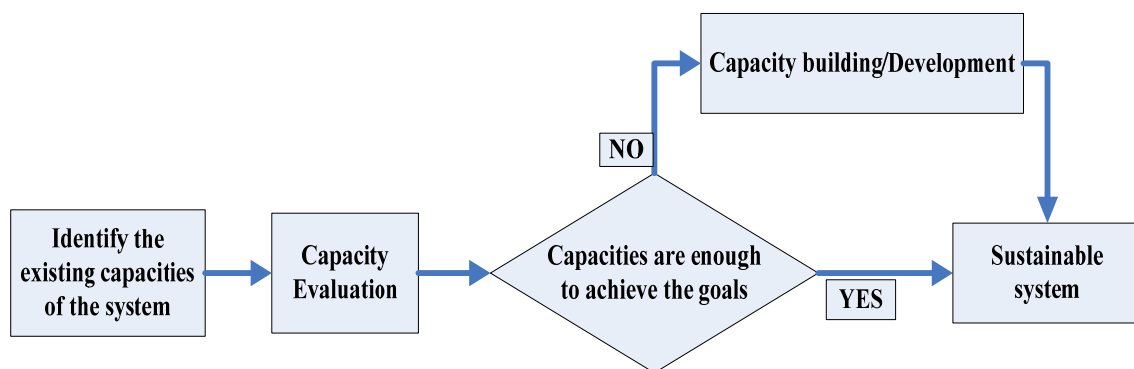 Capacity building/Development
NO
Identify the
existing capacities
of the system
Capacity
Evaluation
Capacities are enough
to achieve the goals
YES
Sustainable
system